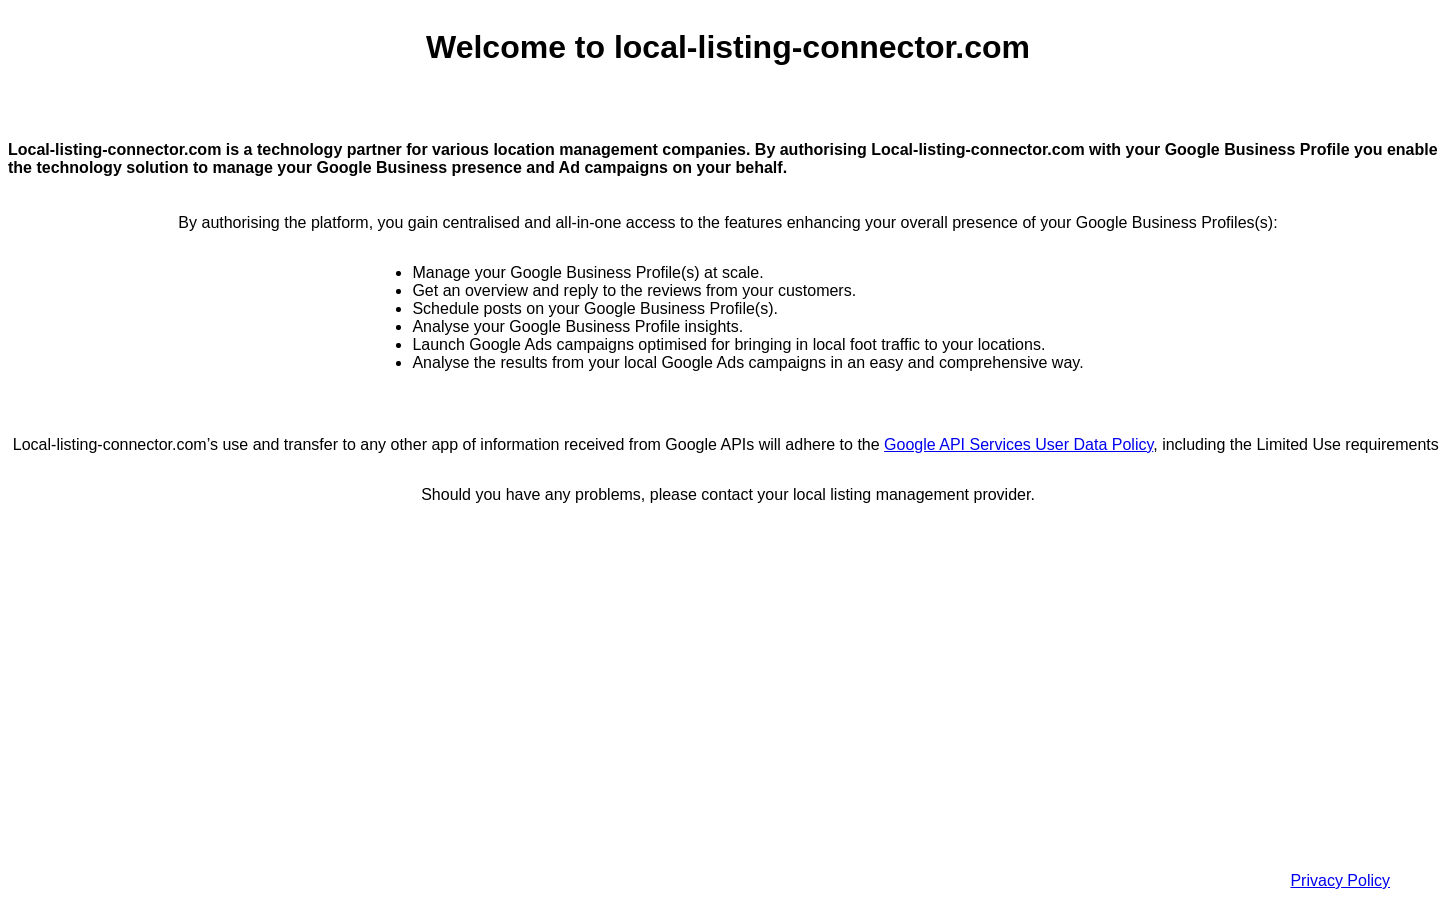 Welcome to local-listing-connector.com
Local-listing-connector.com is a technology partner for various location management companies. By authorising Local-listing-connector.com with your Google Business Profile you enable
the technology solution to manage your Google Business presence and Ad campaigns on your behalf.
By authorising the platform, you gain centralised and all-in-one access to the features enhancing your overall presence of your Google Business Profiles(s):
• Manage your Google Business Profile(s) at scale.
• Get an overview and reply to the reviews from your customers.
• Schedule posts on your Google Business Profile(s).
• Analyse your Google Business Profile insights.
• Launch Google Ads campaigns optimised for bringing in local foot traffic to your locations.
• Analyse the results from your local Google Ads campaigns in an easy and comprehensive way.
Local-listing-connector.com’s use and transfer to any other app of information received from Google APIs will adhere to the Google API Services User Data Policy, including the Limited Use requirements
Should you have any problems, please contact your local listing management provider.
Privacy Policy